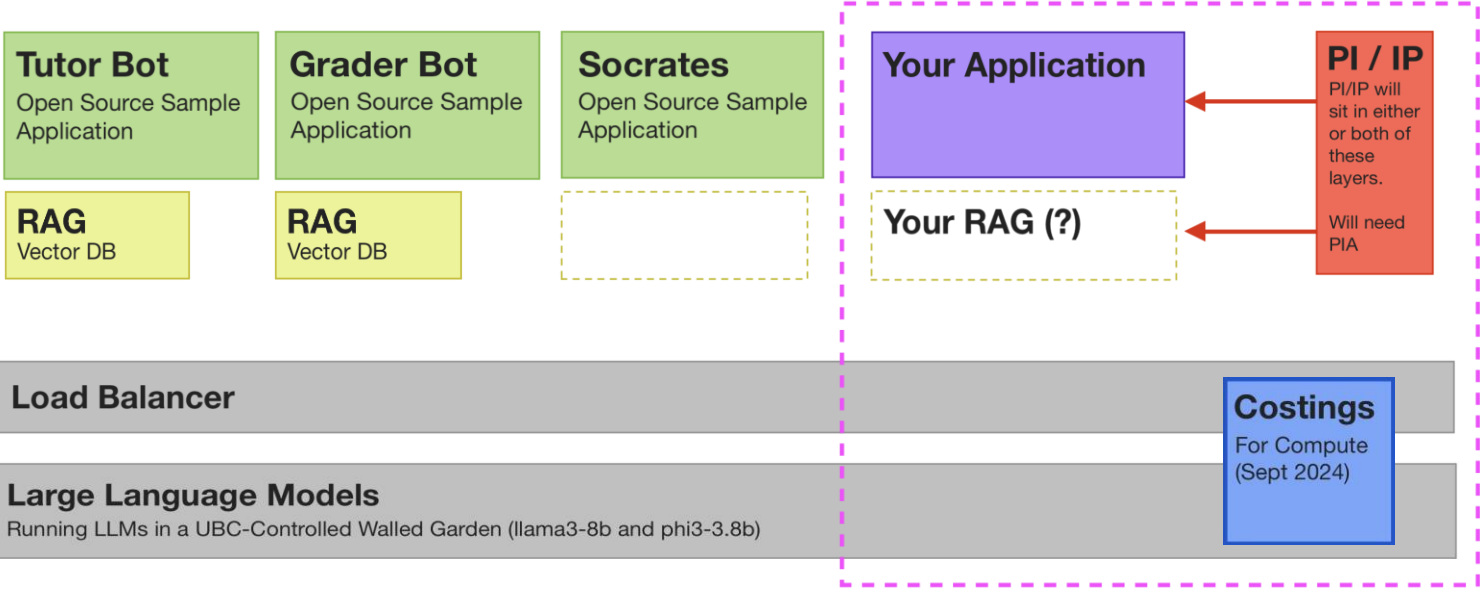 Tutor Bot
Open Source Sample
Application
Grader Bot
Open Source Sample
Application
Socrates
Open Source Sample
Application
Your Application
PI / IP
PI/IP will
sit in either
or both of
these
layers.
Will need
PIA
RAG
Vector DB
RAG
Vector DB
Your RAG (?)
Load Balancer
Costings
For Compute
(Sept 2024)
Large Language Models
Running LLMs in a UBC-Controlled Walled Garden (llama3-8b and phi3-3.8b)